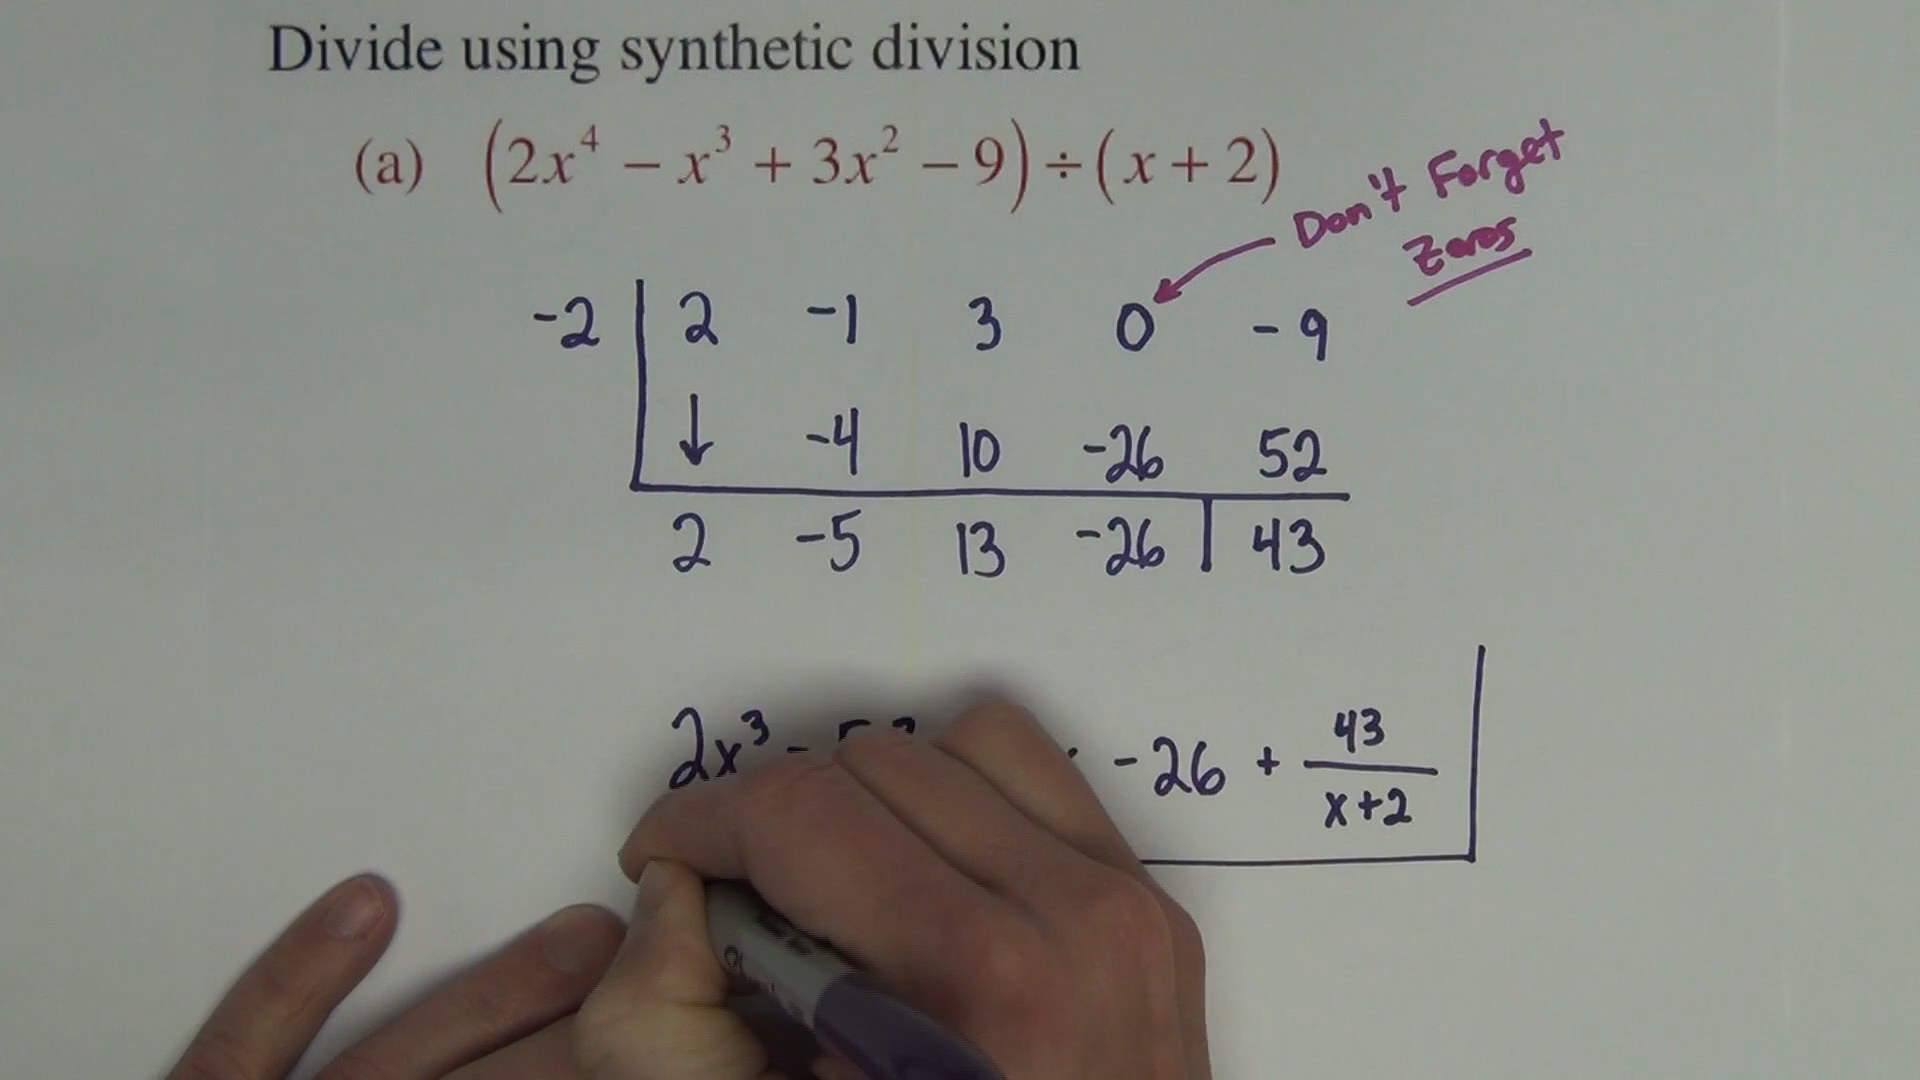 Divide using synthetic division
(a) (2x⁴ − x³ + 3x² − 9) ÷ (x + 2)
Don't Forget
Zeros
-2 2 -1 3 0 -9
↓ -4 10 -26 52
2 -5 13 -26 43
2x³ - -26 + 43
x+2